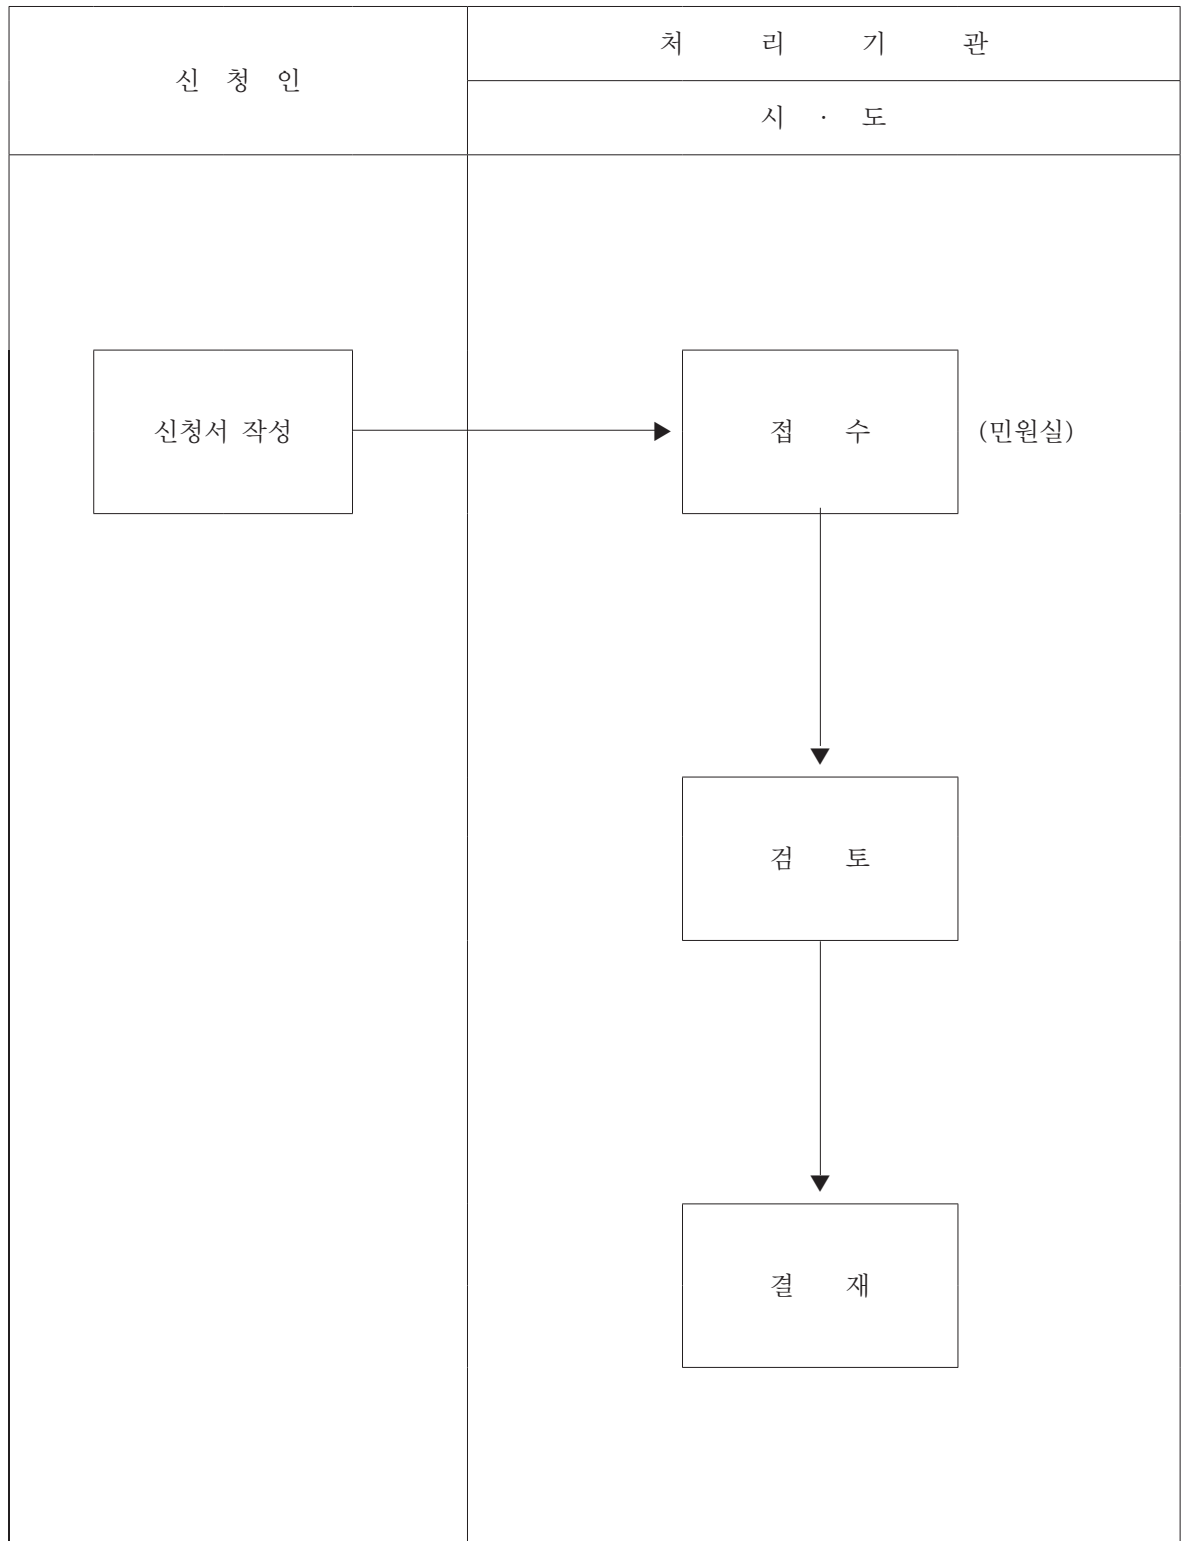 신 청 인
처 리 기 관
시 · 도
신청서 작성
접 수 (민원실)
검 토
결 재